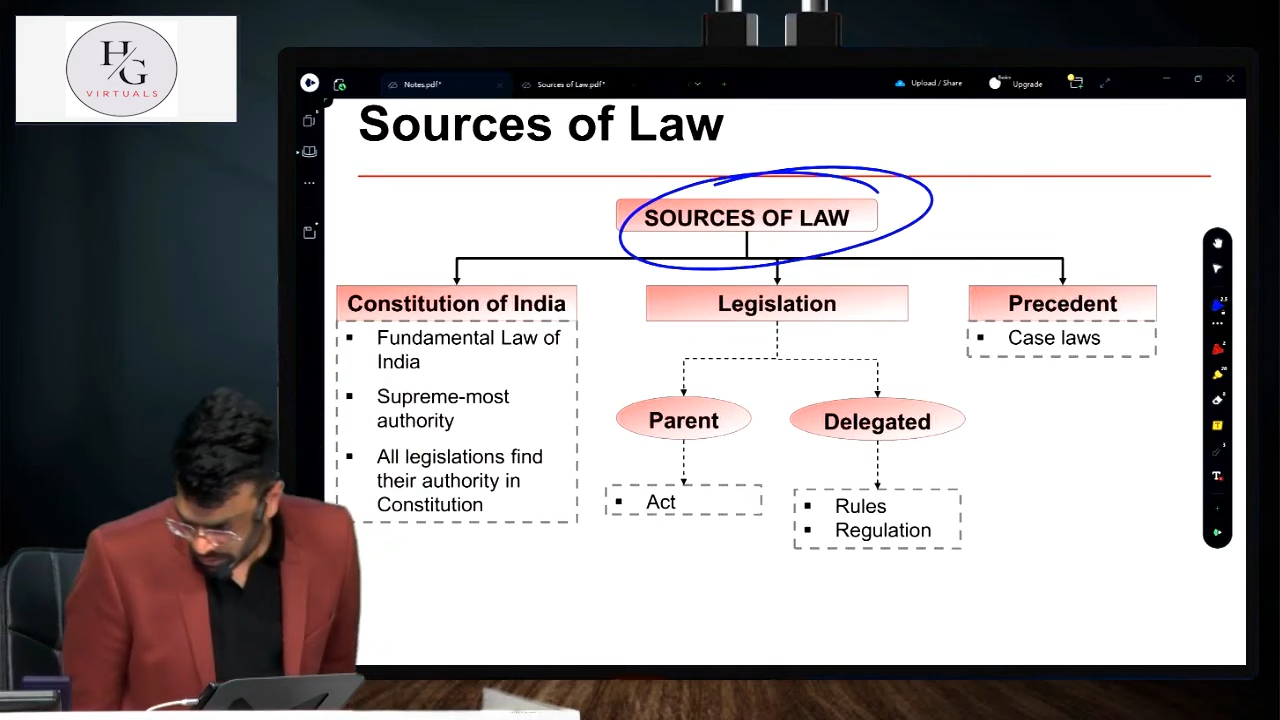 H/G
VIRTUALS
Notes.pdf*
Sources of Law.pdf*
Upload / Share
Basic
Upgrade
Sources of Law
SOURCES OF LAW
Constitution of India
Fundamental Law of
India
Supreme-most
authority
All legislations find
their authority in
Constitution
Legislation
Parent
Act
Delegated
Rules
Regulation
Precedent
Case laws